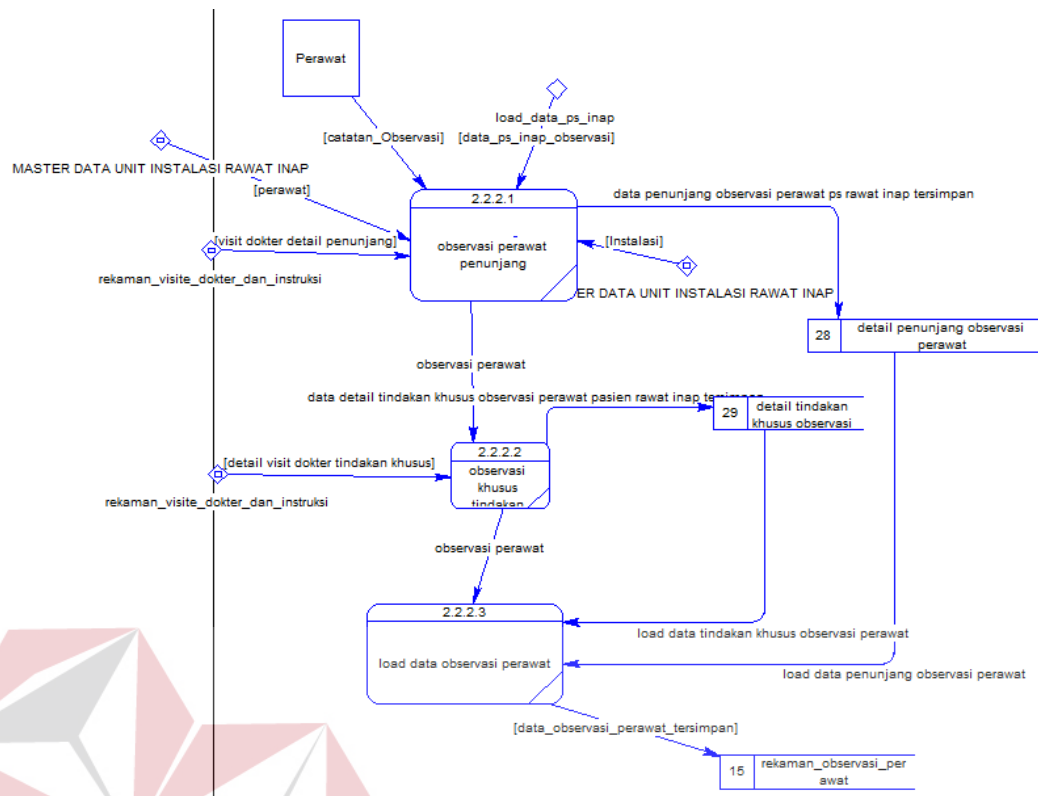 Perawat
load_data_ps_inap
[catatan_Observasi]
[data_ps_inap_observasi]
MASTER DATA UNIT INSTALASI RAWAT INAP
[perawat]
2.2.2.1
data penunjang observasi perawat ps rawat inap tersimpan
observasi perawat
penunjang
[visit dokter detail penunjang]
[Instalasi]
rekaman_visite_dokter_dan_instruksi
ER DATA UNIT INSTALASI RAWAT INAP
28
detail penunjang observasi
perawat
observasi perawat
data detail tindakan khusus observasi perawat pasien rawat inap tersimpan
29
detail tindakan
khusus observasi
2.2.2.2
observasi
khusus
tindakan
[detail visit dokter tindakan khusus]
rekaman_visite_dokter_dan_instruksi
observasi perawat
2.2.2.3
load data observasi perawat
load data tindakan khusus observasi perawat
load data penunjang observasi perawat
[data_observasi_perawat_tersimpan]
15
rekaman_observasi_per
awat